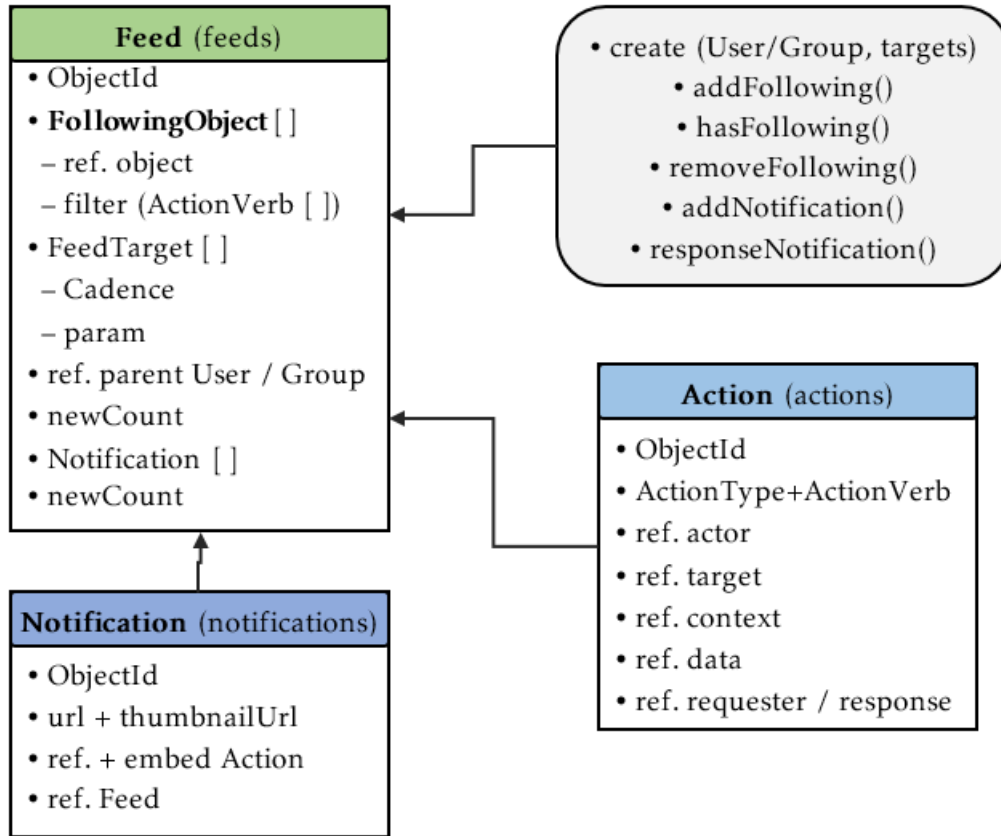 Feed (feeds)
• ObjectId
• FollowingObject [ ]
– ref. object
– filter (ActionVerb [ ])
• FeedTarget [ ]
– Cadence
– param
• ref. parent User / Group
• newCount
• Notification [ ]
• newCount
• create (User/Group, targets)
• addFollowing()
• hasFollowing()
• removeFollowing()
• addNotification()
• responseNotification()
Action (actions)
• ObjectId
• ActionType+ActionVerb
• ref. actor
• ref. target
• ref. context
• ref. data
• ref. requester / response
Notification (notifications)
• ObjectId
• url + thumbnailUrl
• ref. + embed Action
• ref. Feed